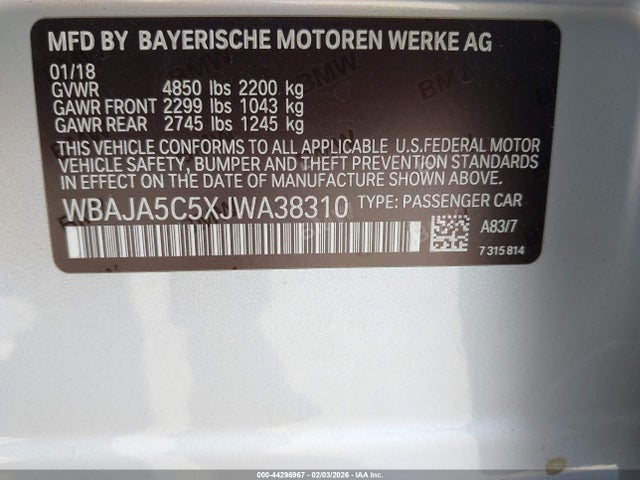 MFD BY BAYERISCHE MOTOREN WERKE AG
01/18
GVWR 4850 lbs 2200 kg
GAWR FRONT 2299 lbs 1043 kg
GAWR REAR 2745 lbs 1245 kg
THIS VEHICLE CONFORMS TO ALL APPLICABLE U.S.FEDERAL MOTOR
VEHICLE SAFETY, BUMPER AND THEFT PREVENTION STANDARDS
IN EFFECT ON THE DATE OF MANUFACTURE SHOWN ABOVE.
WBAJA5C5XJWA38310 TYPE: PASSENGER CAR
A83/7
7 315 814
000-44296967 - 02/03/2026 - IAA Inc.